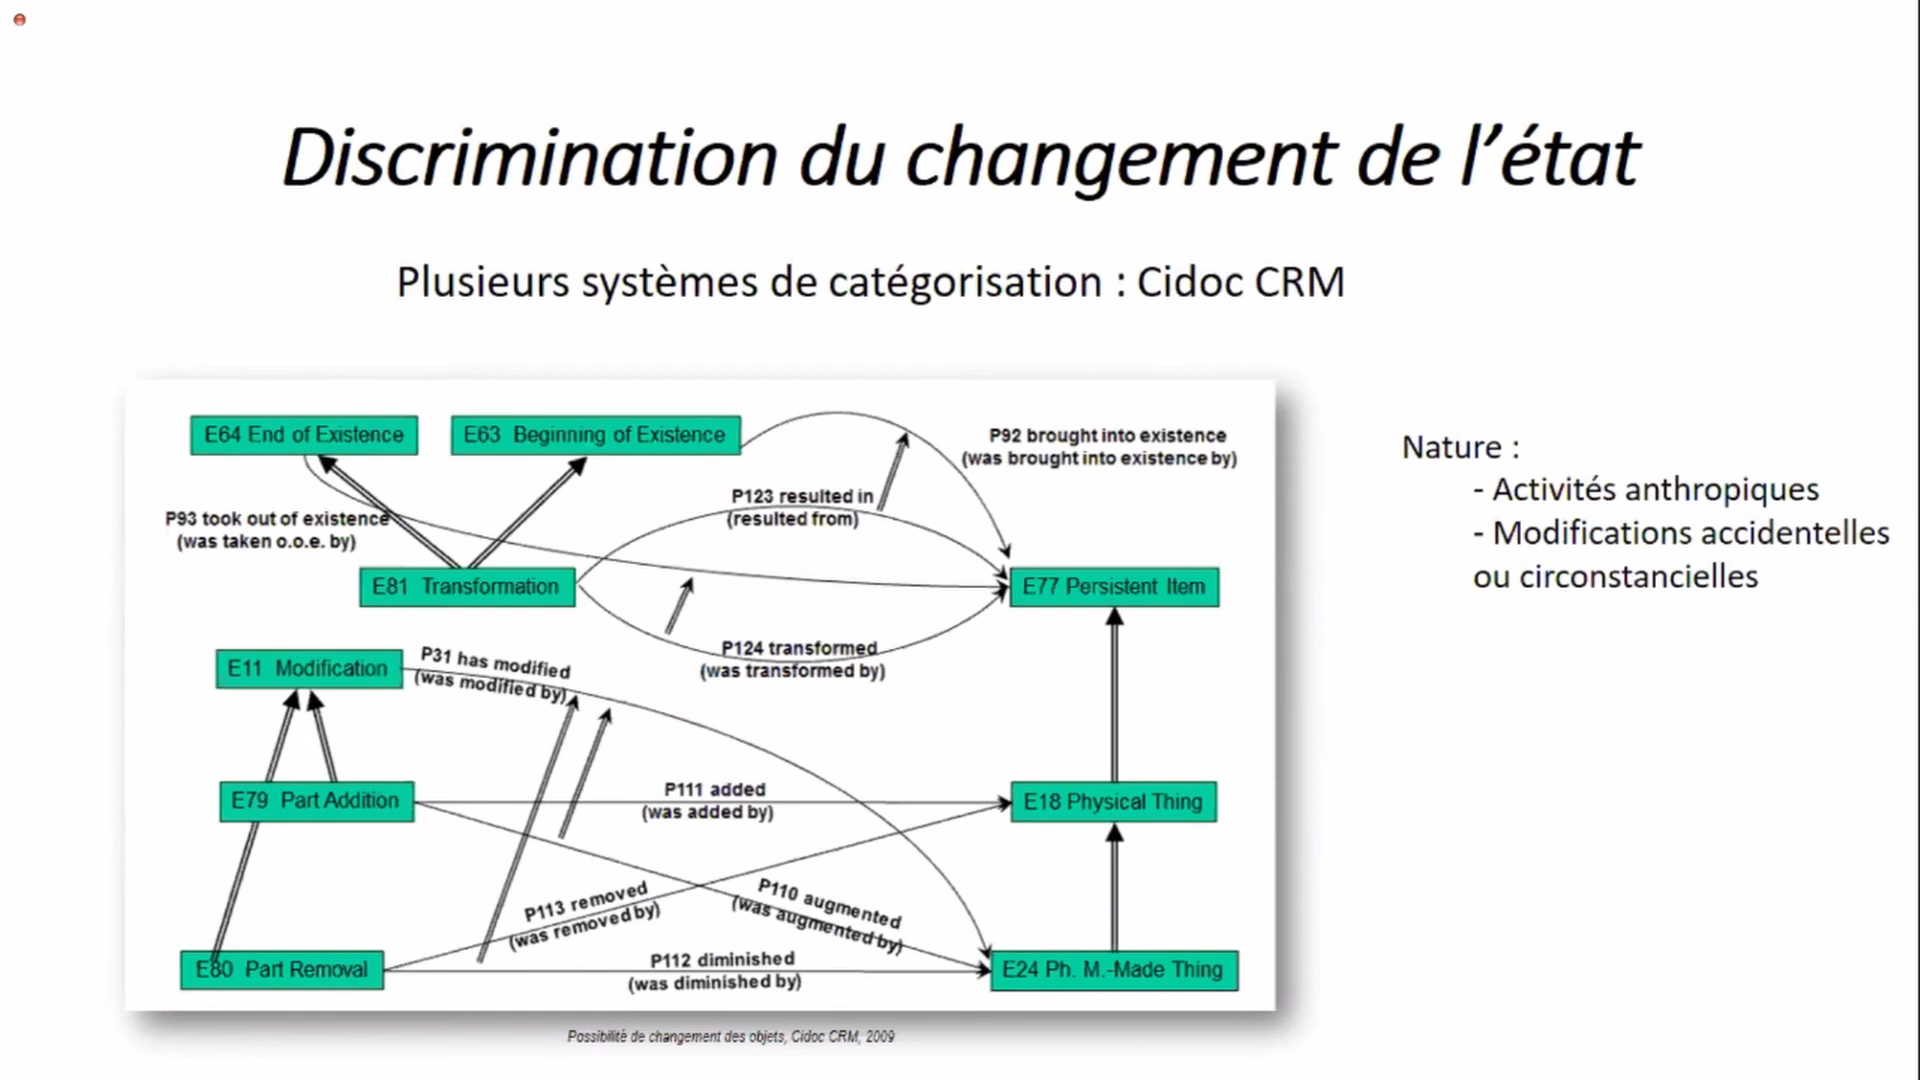 Discrimination du changement de l’état
Plusieurs systèmes de catégorisation : Cidoc CRM
E64 End of Existence
E63 Beginning of Existence
P92 brought into existence
(was brought into existence by)
P123 resulted in
(resulted from)
P93 took out of existence
(was taken o.o.e. by)
E81 Transformation
E77 Persistent Item
P124 transformed
(was transformed by)
E11 Modification
P31 has modified
(was modified by)
E79 Part Addition
P111 added
(was added by)
E18 Physical Thing
P113 removed
(was removed by)
P110 augmented
(was augmented by)
E80 Part Removal
P112 diminished
(was diminished by)
E24 Ph. M.-Made Thing
Possibilité de changement des objets, Cidoc CRM, 2009
Nature :
- Activités anthropiques
- Modifications accidentelles
ou circonstancielles